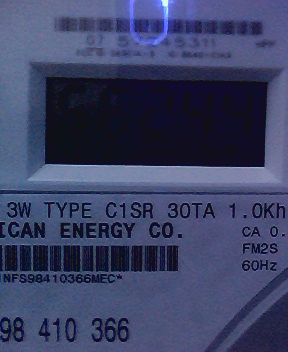 3W TYPE C1SR 30TA 1.0Kh
ICAN ENERGY CO.
CA 0.
FM2S
60Hz
NFS98410366MEC*
98 410 366